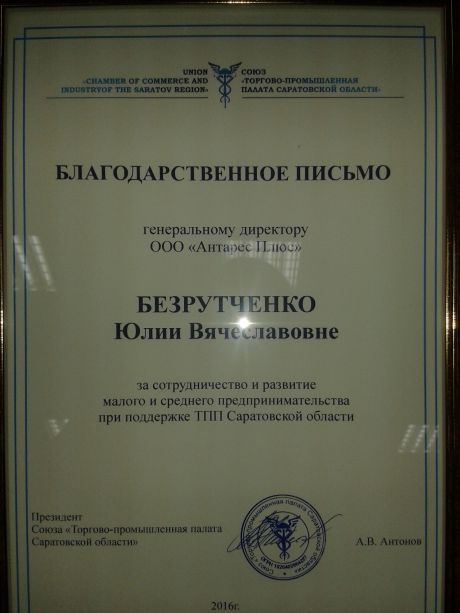 UNION
«CHAMBER OF COMMERCE AND
INDUSTRYOF THE SARATOV REGION»
СОЮЗ
«ТОРГОВО-ПРОМЫШЛЕННАЯ
ПАЛАТА САРАТОВСКОЙ ОБЛАСТИ»
БЛАГОДАРСТВЕННОЕ ПИСЬМО
генеральному директору
ООО «Антарес Плюс»
БЕЗРУТЧЕНКО
Юлии Вячеславовне
за сотрудничество и развитие
малого и среднего предпринимательства
при поддержке ТПП Саратовской области
Президент
Союза «Торгово-промышленная палата
Саратовской области»
А.В. Антонов
2016г.